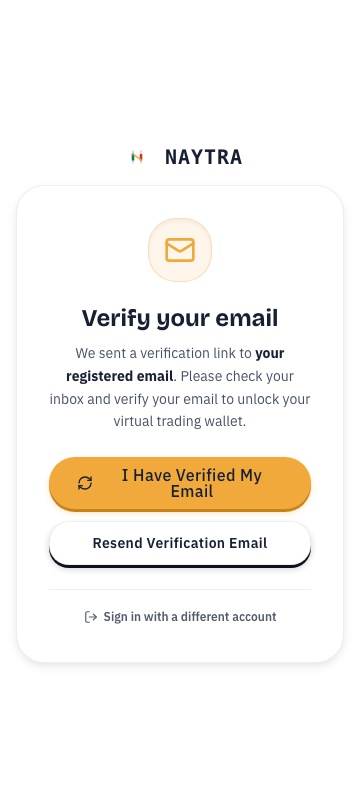 NAYTRA
Verify your email
We sent a verification link to your
registered email. Please check your
inbox and verify your email to unlock your
virtual trading wallet.
I Have Verified My
Email
Resend Verification Email
Sign in with a different account